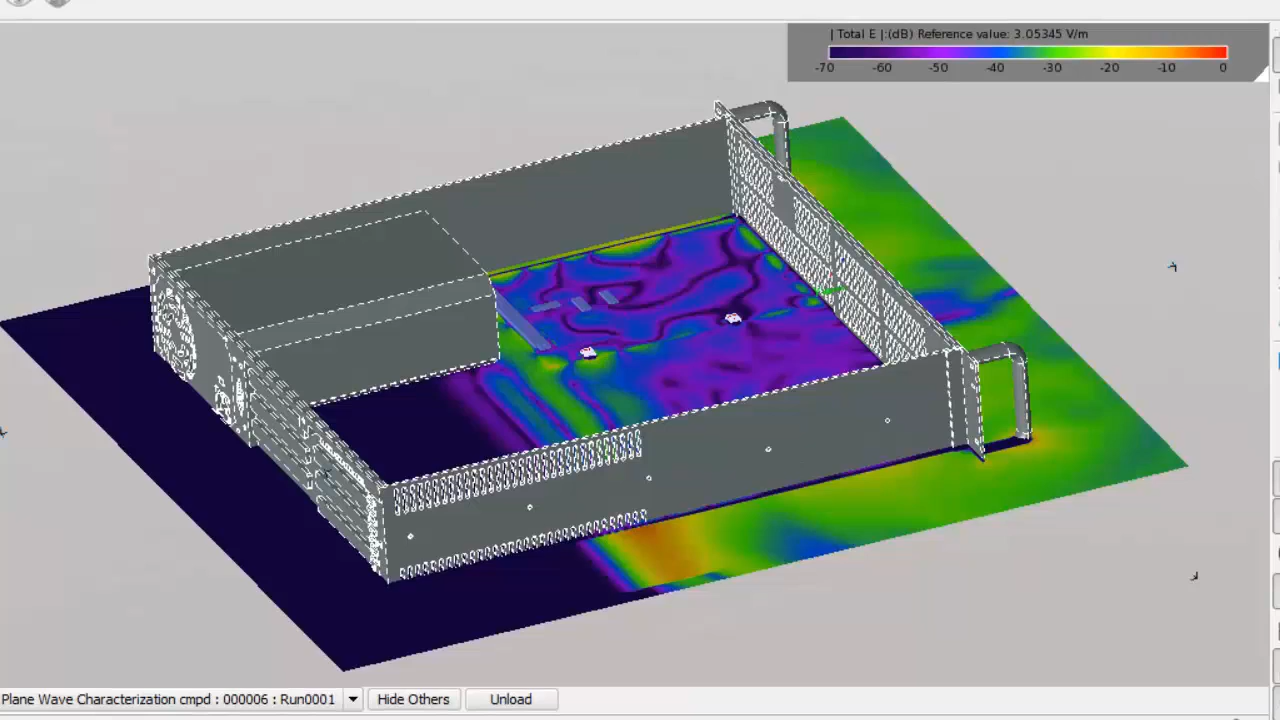 | Total E |:(dB) Reference value: 3.05345 V/m
-70 -60 -50 -40 -30 -20 -10 0
Plane Wave Characterization cmpd : 000006 : Run0001 Hide Others Unload